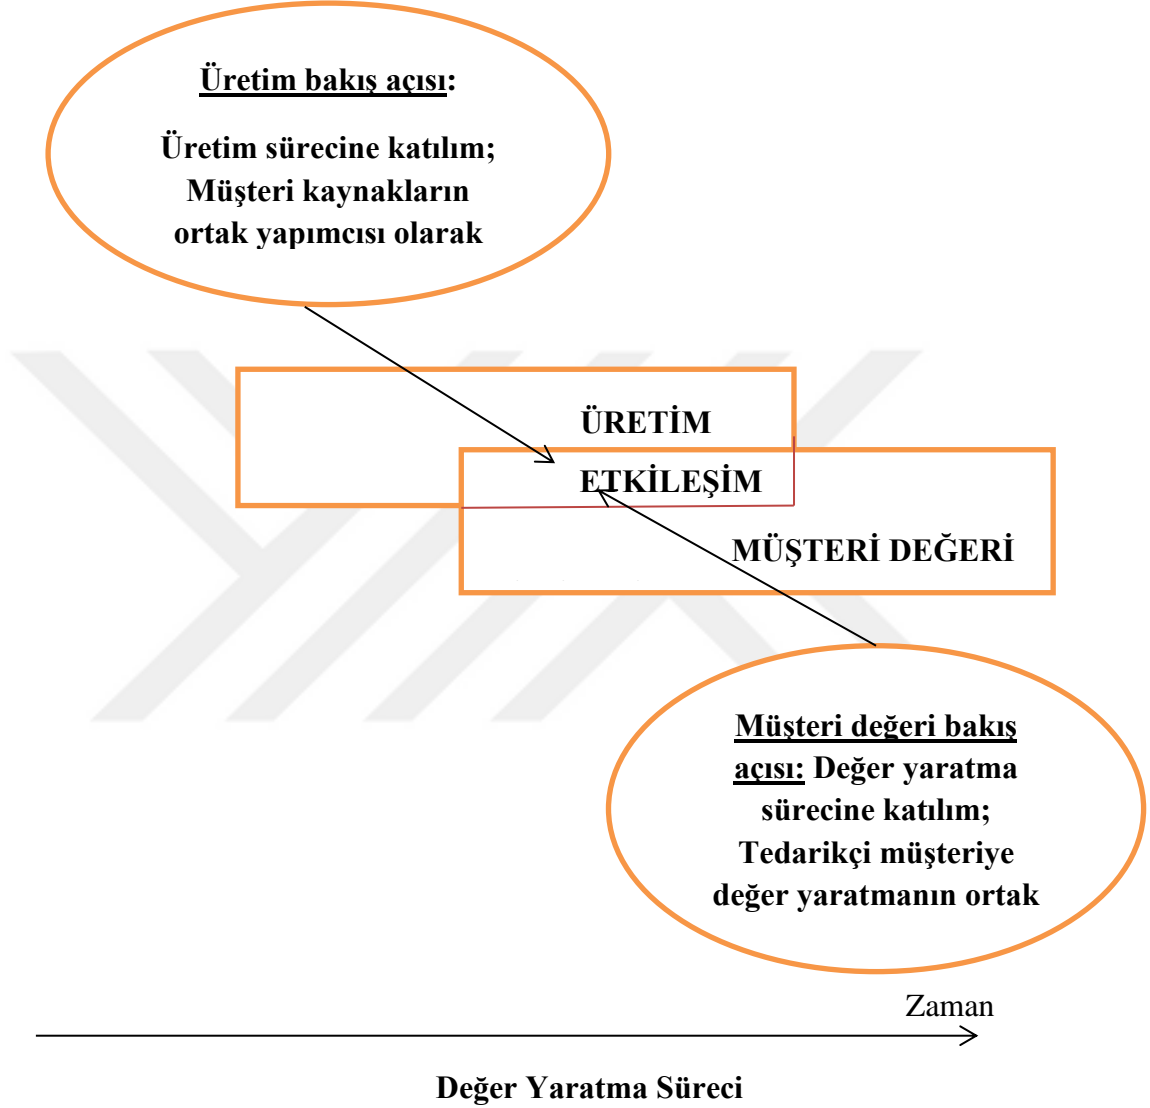 Üretim bakış açısı:
Üretim sürecine katılım;
Müşteri kaynakların
ortak yapımcısı olarak
ÜRETİM
ETKİLEŞİM
MÜŞTERİ DEĞERİ
Müşteri değeri bakış
açısı: Değer yaratma
sürecine katılım;
Tedarikçi müşteriye
değer yaratmanın ortak
Zaman
Değer Yaratma Süreci